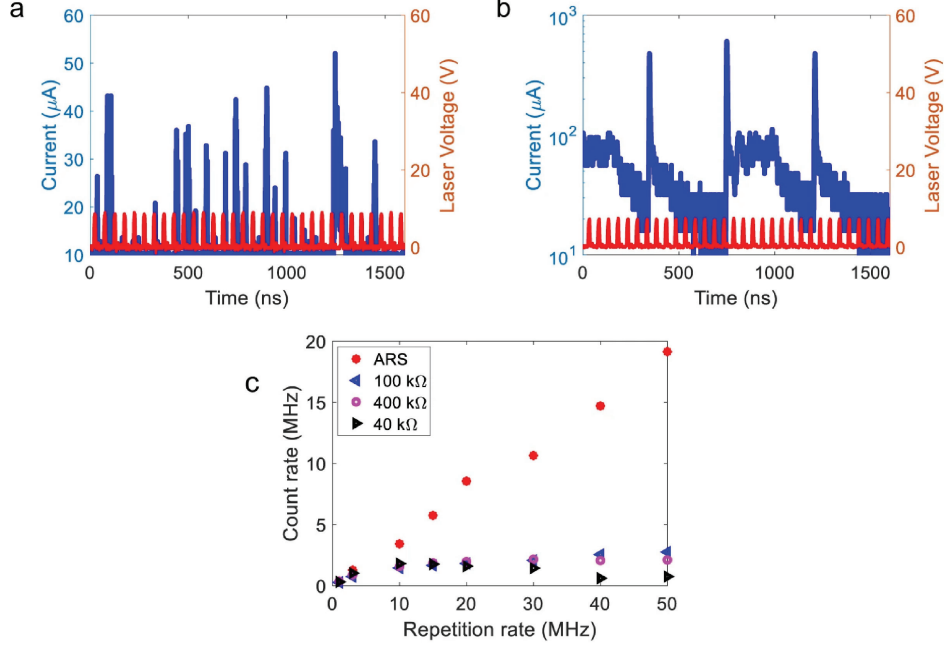 a
60
50
40
30
20
10
Current (μA)
60
40
20
0
Laser Voltage (V)
0
500
1000
1500
Time (ns)
b
10³
10²
10¹
Current (μA)
60
40
20
0
Laser Voltage (V)
0
500
1000
1500
Time (ns)
c
20
15
10
5
0
Count rate (MHz)
ARS
100 kΩ
400 kΩ
40 kΩ
0
10
20
30
40
50
Repetition rate (MHz)